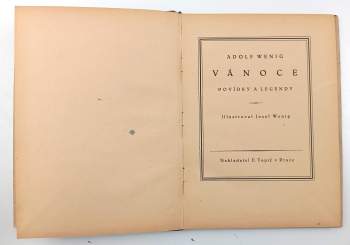 ADOLF WENIG
VÁNOCE
POVÍDKY A LEGENDY
Illustroval Josef Wenig
Nakladatel F. Topič v Praze